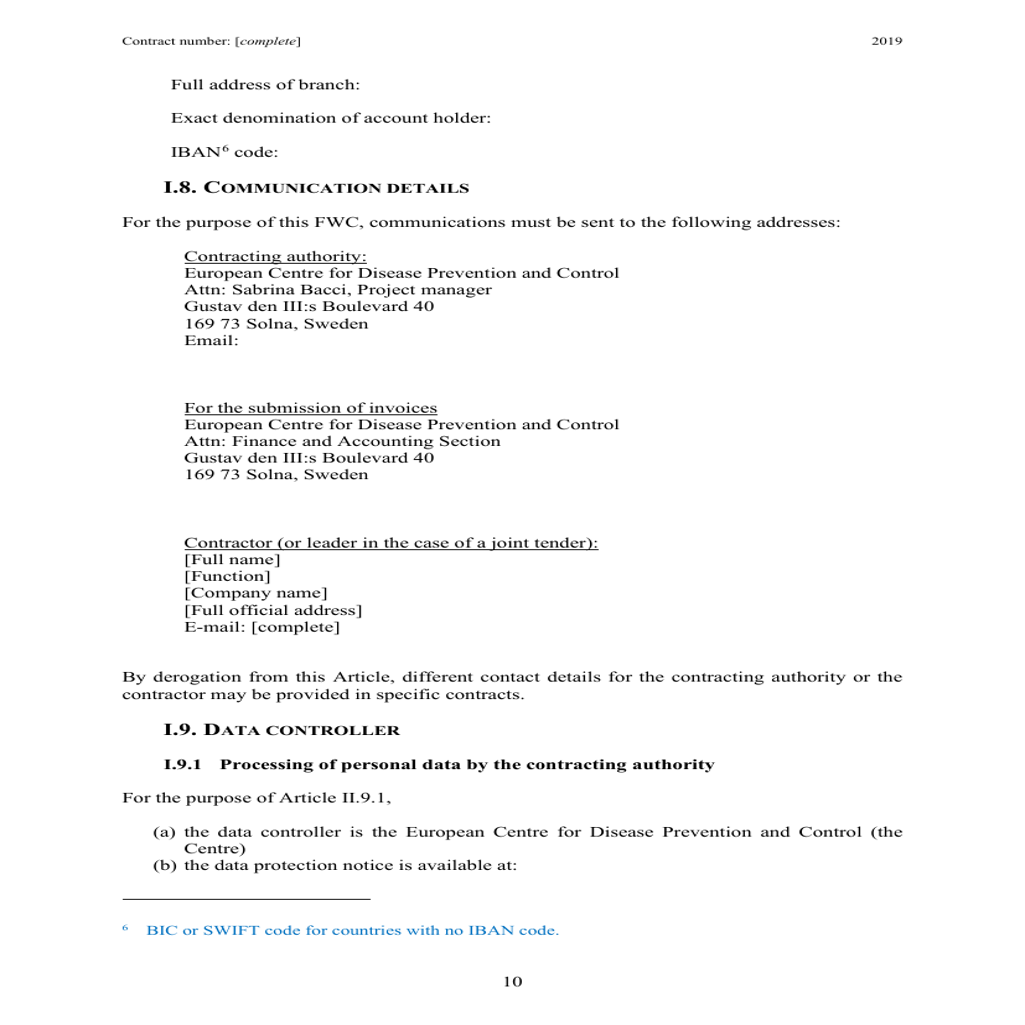 Contract number: [complete] 2019
Full address of branch:
Exact denomination of account holder:
IBAN6 code:
I.8. COMMUNICATION DETAILS
For the purpose of this FWC, communications must be sent to the following addresses:
Contracting authority:
European Centre for Disease Prevention and Control
Attn: Sabrina Bacci, Project manager
Gustav den III:s Boulevard 40
169 73 Solna, Sweden
Email:
For the submission of invoices
European Centre for Disease Prevention and Control
Attn: Finance and Accounting Section
Gustav den III:s Boulevard 40
169 73 Solna, Sweden
Contractor (or leader in the case of a joint tender):
[Full name]
[Function]
[Company name]
[Full official address]
E-mail: [complete]
By derogation from this Article, different contact details for the contracting authority or the
contractor may be provided in specific contracts.
I.9. DATA CONTROLLER
I.9.1 Processing of personal data by the contracting authority
For the purpose of Article II.9.1,
(a) the data controller is the European Centre for Disease Prevention and Control (the
Centre)
(b) the data protection notice is available at:
6 BIC or SWIFT code for countries with no IBAN code.
10